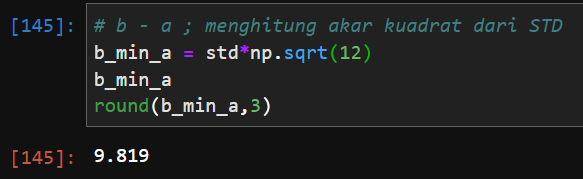 [145]: # b - a ; menghitung akar kuadrat dari STD
b_min_a = std*np.sqrt(12)
b_min_a
round(b_min_a,3)
[145]: 9.819